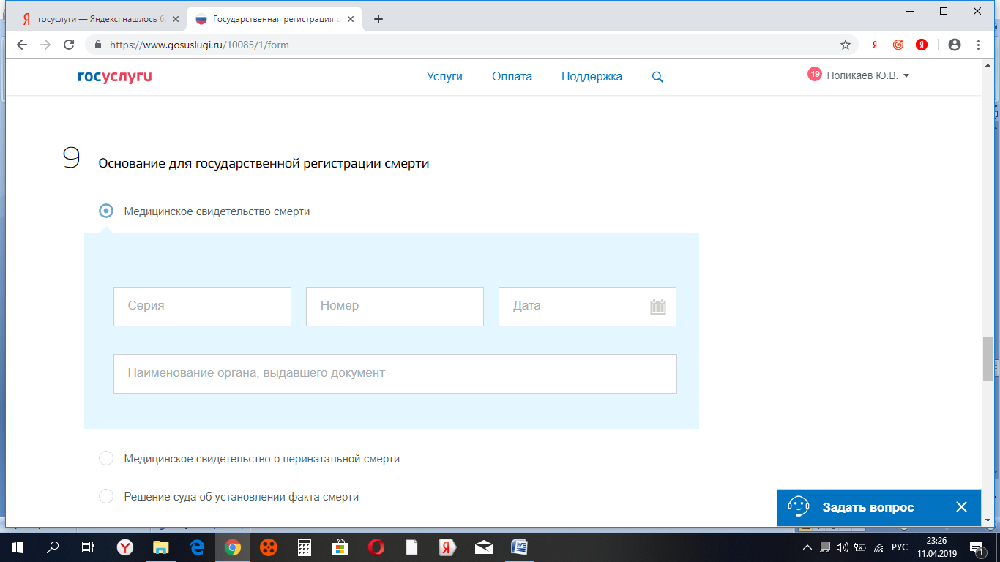 госуслуги — Яндекс: нашлось 6
Государственная регистрация с
https://www.gosuslugi.ru/10085/1/form
госуслуги
Услуги
Оплата
Поддержка
19 Поликаев Ю.В.
9
Основание для государственной регистрации смерти
Медицинское свидетельство смерти
Серия
Номер
Дата
Наименование органа, выдавшего документ
Медицинское свидетельство о перинатальной смерти
Решение суда об установлении факта смерти
Задать вопрос
РУС
23:26
11.04.2019
1